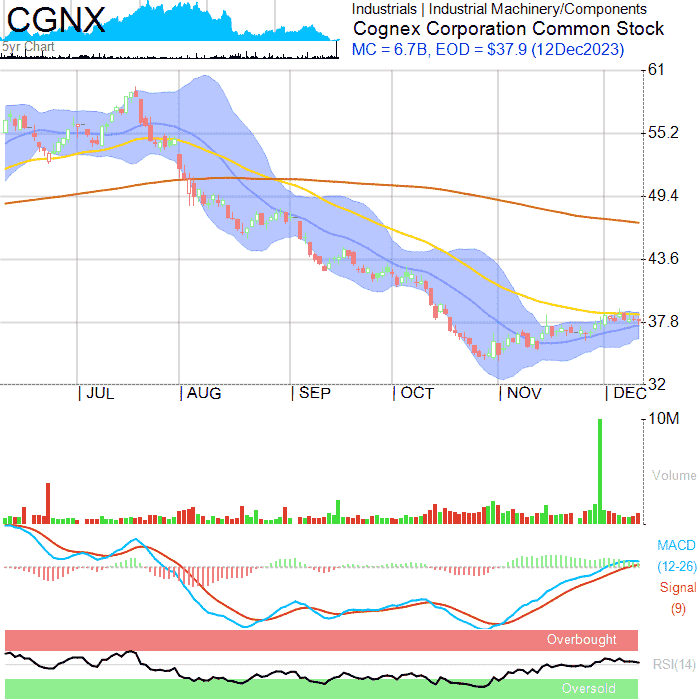 CGNX
5yr Chart
Industrials | Industrial Machinery/Components
Cognex Corporation Common Stock
MC = 6.7B, EOD = $37.9 (12Dec2023)
61
55.2
49.4
43.6
37.8
32
| JUL | AUG | SEP | OCT | NOV | DEC
10M
Volume
MACD
(12-26)
Signal
(9)
Overbought
RSI(14)
Oversold